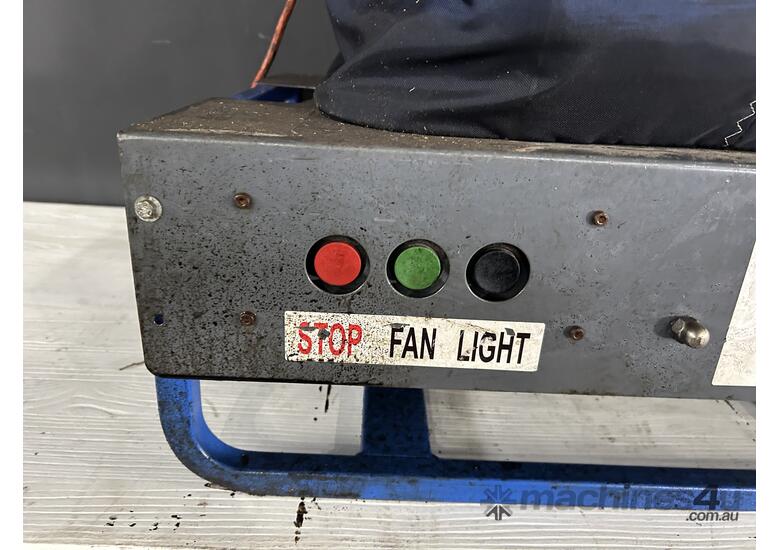 STOP FAN LIGHT
machines4u
.com.au